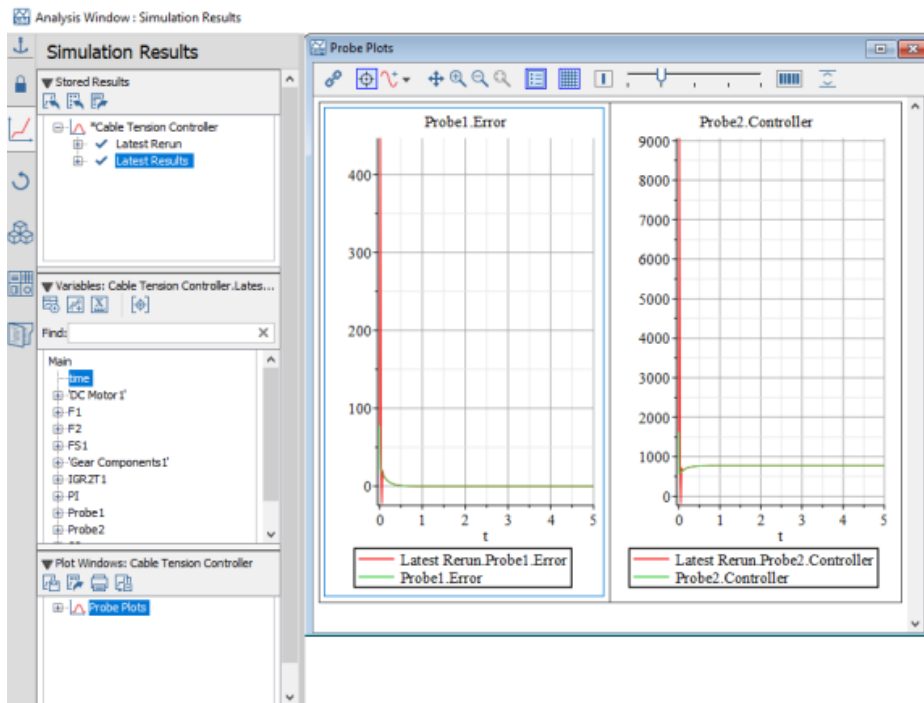 Analysis Window : Simulation Results
Simulation Results
Stored Results
*Cable Tension Controller
Latest Rerun
Latest Results
Variables: Cable Tension Controller.Lates...
Find:
Main
time
'DC Motor1'
F1
F2
FS1
'Gear Components1'
IGR2T1
PI
Probe1
Probe2
Plot Windows: Cable Tension Controller
Probe Plots
Probe Plots
Probe1.Error
400
300
200
100
0
0 1 2 3 4 5
t
Latest Rerun.Probe1.Error
Probe1.Error
Probe2.Controller
9000
8000
7000
6000
5000
4000
3000
2000
1000
0
0 1 2 3 4 5
t
Latest Rerun.Probe2.Controller
Probe2.Controller